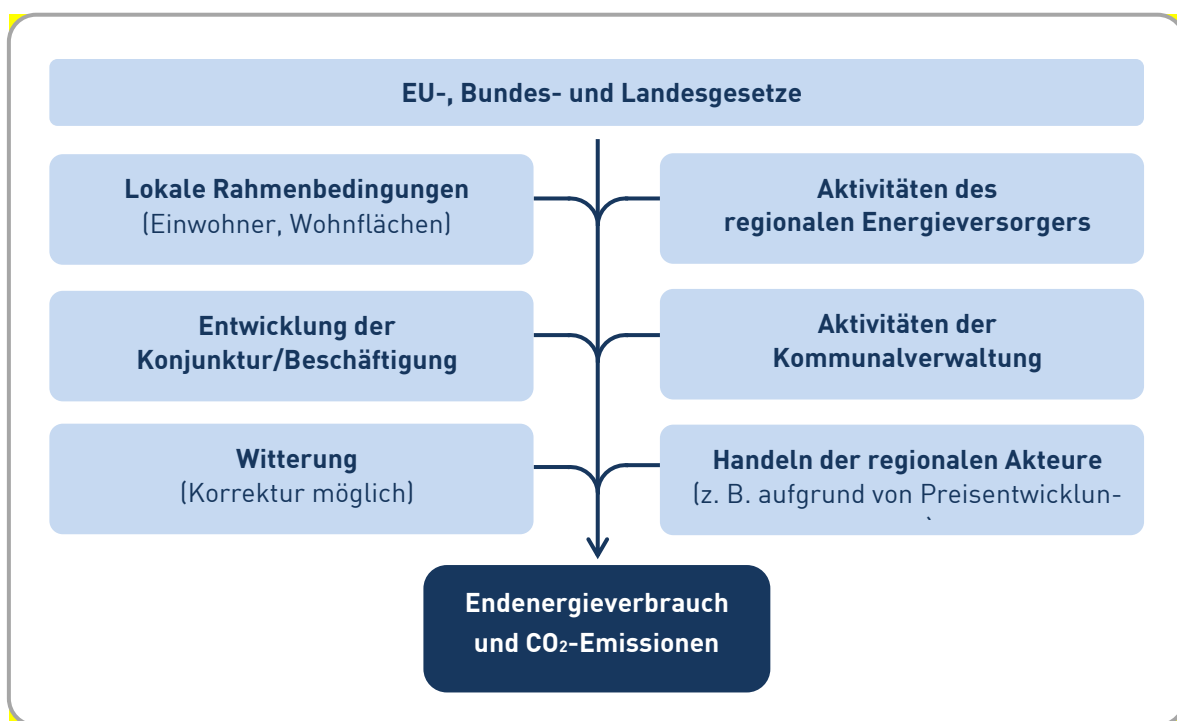 EU-, Bundes- und Landesgesetze
Lokale Rahmenbedingungen
(Einwohner, Wohnflächen)
Aktivitäten des
regionalen Energieversorgers
Entwicklung der
Konjunktur/Beschäftigung
Aktivitäten der
Kommunalverwaltung
Witterung
(Korrektur möglich)
Handeln der regionalen Akteure
(z. B. aufgrund von Preisentwicklun-
Endenergieverbrauch
und CO₂-Emissionen